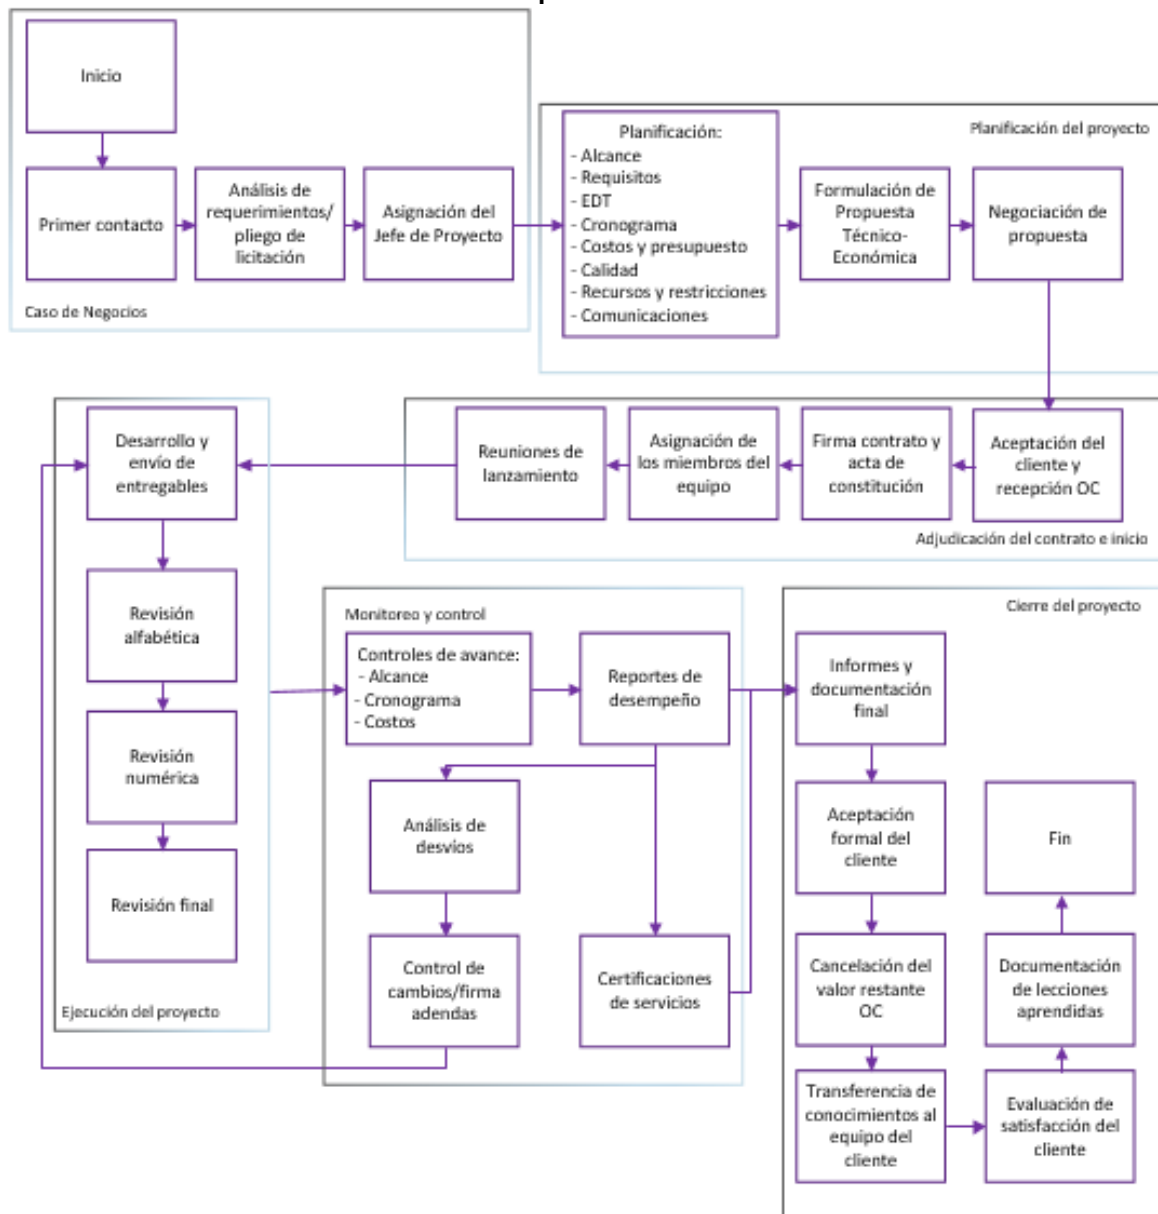 Inicio
Primer contacto
Análisis de
requerimientos/
pliego de
licitación
Asignación del
Jefe de Proyecto
Caso de Negocios
Planificación del proyecto
Planificación:
- Alcance
- Requisitos
- EDT
- Cronograma
- Costos y presupuesto
- Calidad
- Recursos y restricciones
- Comunicaciones
Formulación de
Propuesta
Técnico-
Económica
Negociación de
propuesta
Aceptación del
cliente y
recepción OC
Firma contrato y
acta de
constitución
Asignación de
los miembros del
equipo
Reuniones de
lanzamiento
Adjudicación del contrato e inicio
Desarrollo y
envío de
entregables
Revisión
alfabética
Revisión
numérica
Revisión final
Ejecución del proyecto
Monitoreo y control
Controles de avance:
- Alcance
- Cronograma
- Costos
Reportes de
desempeño
Análisis de
desvíos
Control de
cambios/firma
adendas
Certificaciones
de servicios
Cierre del proyecto
Informes y
documentación
final
Aceptación
formal del
cliente
Cancelación del
valor restante
OC
Transferencia de
conocimientos al
equipo del
cliente
Evaluación de
satisfacción del
cliente
Documentación
de lecciones
aprendidas
Fin